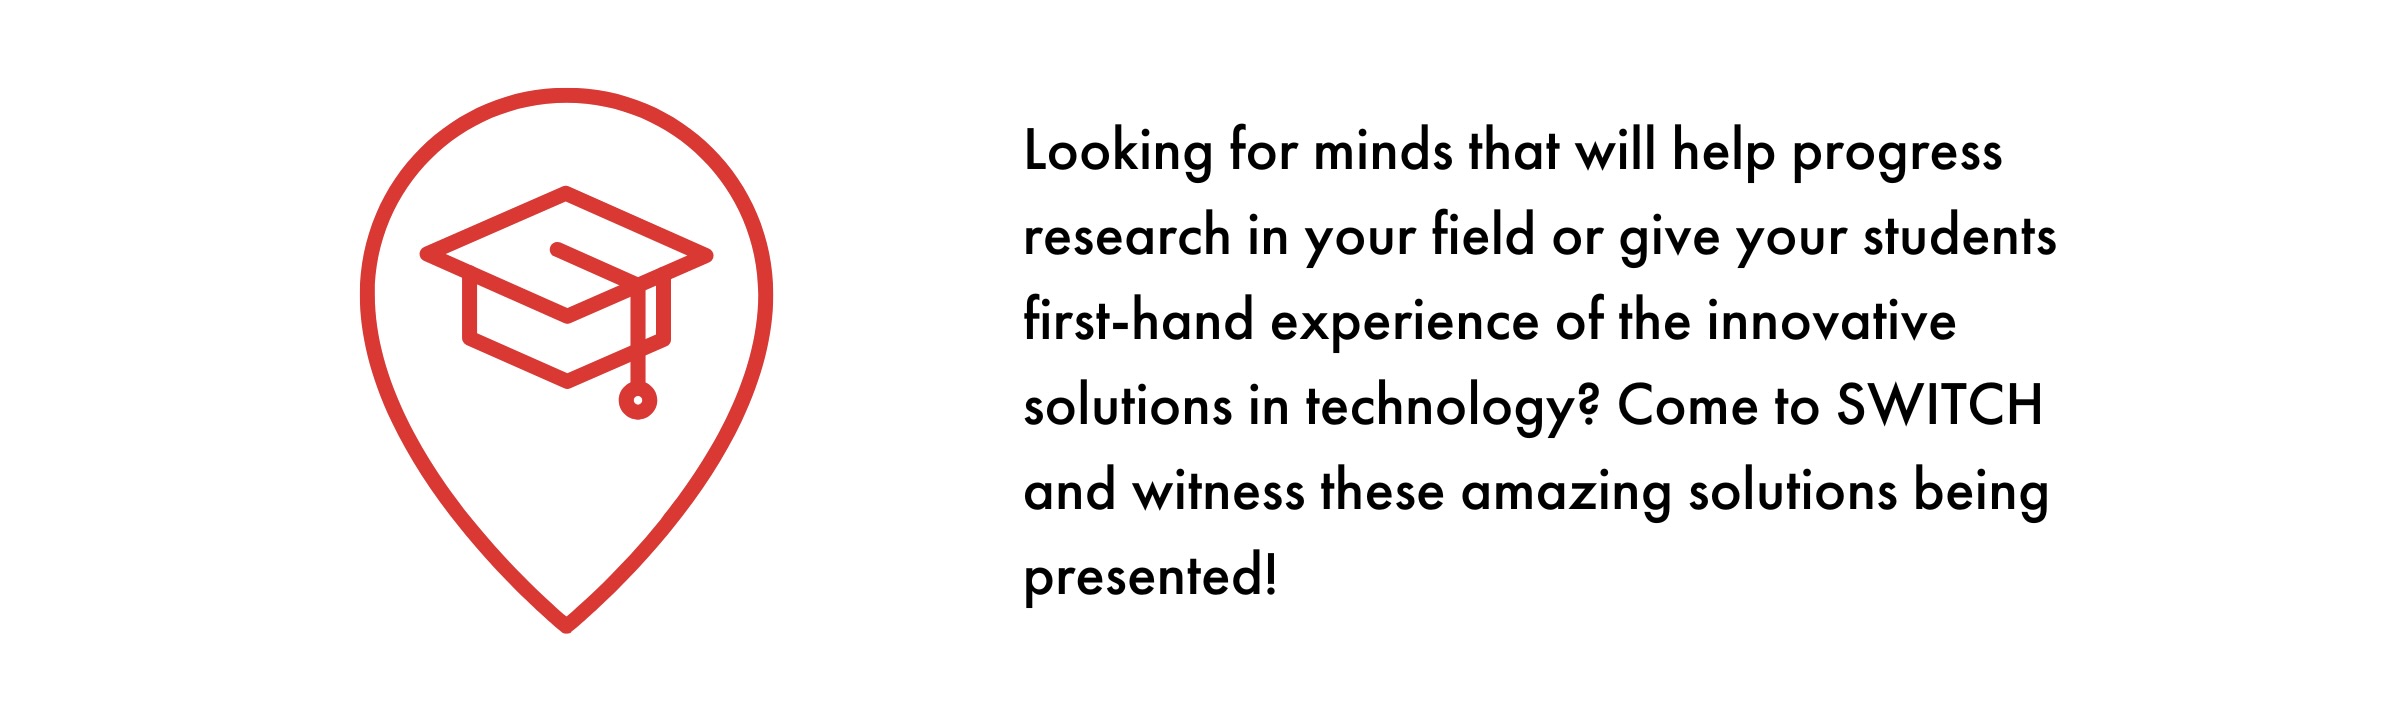 Looking for minds that will help progress
research in your field or give your students
first-hand experience of the innovative
solutions in technology? Come to SWITCH
and witness these amazing solutions being
presented!